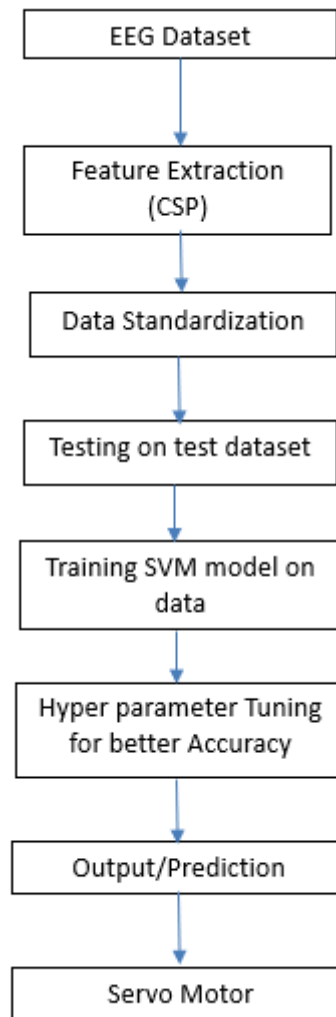 EEG Dataset
Feature Extraction
(CSP)
Data Standardization
Testing on test dataset
Training SVM model on
data
Hyper parameter Tuning
for better Accuracy
Output/Prediction
Servo Motor